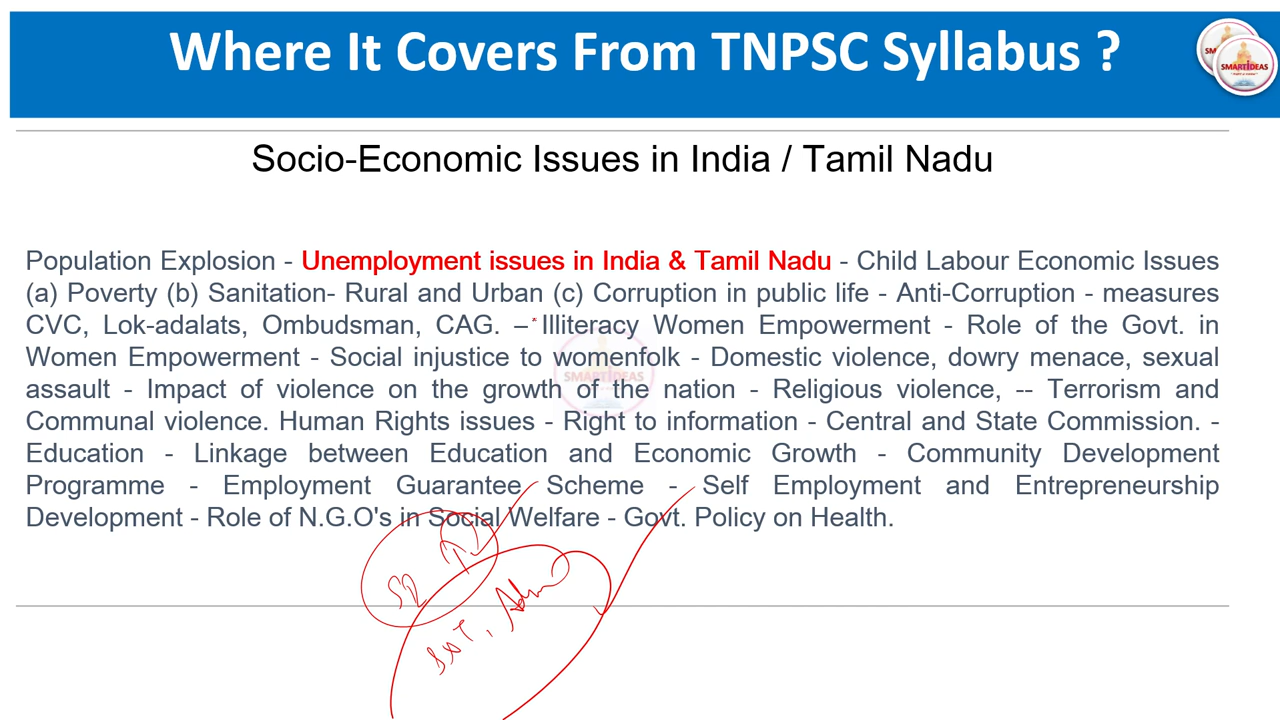 Where It Covers From TNPSC Syllabus ?
SMARTIDEAS
Socio-Economic Issues in India / Tamil Nadu
Population Explosion - Unemployment issues in India & Tamil Nadu - Child Labour Economic Issues
(a) Poverty (b) Sanitation- Rural and Urban (c) Corruption in public life - Anti-Corruption - measures
CVC, Lok-adalats, Ombudsman, CAG. – Illiteracy Women Empowerment - Role of the Govt. in
Women Empowerment - Social injustice to womenfolk - Domestic violence, dowry menace, sexual
SMARTIDEAS
assault - Impact of violence on the growth of the nation - Religious violence, -- Terrorism and
Communal violence. Human Rights issues - Right to information - Central and State Commission. -
Education - Linkage between Education and Economic Growth - Community Development
Programme - Employment Guarantee Scheme - Self Employment and Entrepreneurship
Development - Role of N.G.O's in Social Welfare - Govt. Policy on Health.